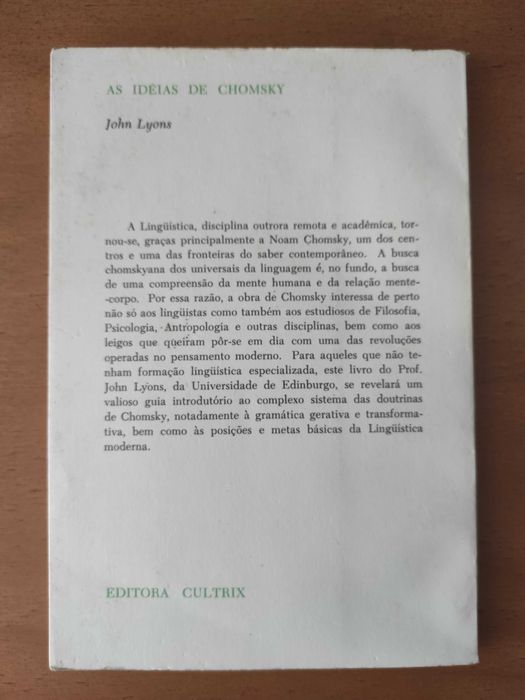 AS IDÉIAS DE CHOMSKY
John Lyons
A Lingüística, disciplina outrora remota e acadêmica, tor-
nou-se, graças principalmente a Noam Chomsky, um dos cen-
tros e uma das fronteiras do saber contemporâneo. A busca
chomskyana dos universais da linguagem é, no fundo, a busca
de uma compreensão da mente humana e da relação mente-
-corpo. Por essa razão, a obra de Chomsky interessa de perto
não só aos lingüistas como também aos estudiosos de Filosofia,
Psicologia, Antropologia e outras disciplinas, bem como aos
leigos que queiram pôr-se em dia com uma das revoluções
operadas no pensamento moderno. Para aqueles que não te-
nham formação lingüística especializada, este livro do Prof.
John Lyons, da Universidade de Edinburgo, se revelará um
valioso guia introdutório ao complexo sistema das doutrinas
de Chomsky, notadamente à gramática gerativa e transforma-
tiva, bem como às posições e metas básicas da Lingüística
moderna.
EDITORA CULTRIX